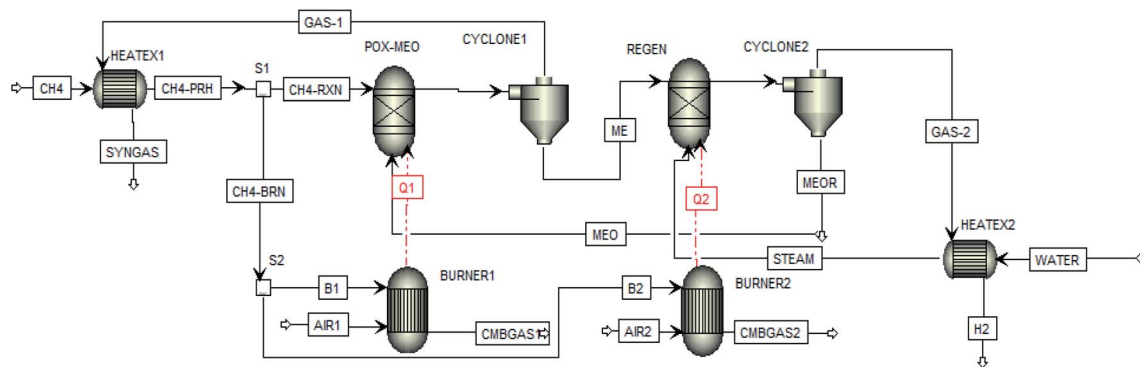 GAS-1
HEATEX1
POX-MEO
CYCLONE1
REGEN
CYCLONE2
CH4
CH4-PRH
S1
CH4-RXN
ME
GAS-2
SYNGAS
CH4-BRN
Q1
Q2
MEOR
MEO
HEATEX2
STEAM
WATER
S2
B1
BURNER1
B2
BURNER2
AIR1
CMBGAS1
AIR2
CMBGAS2
H2